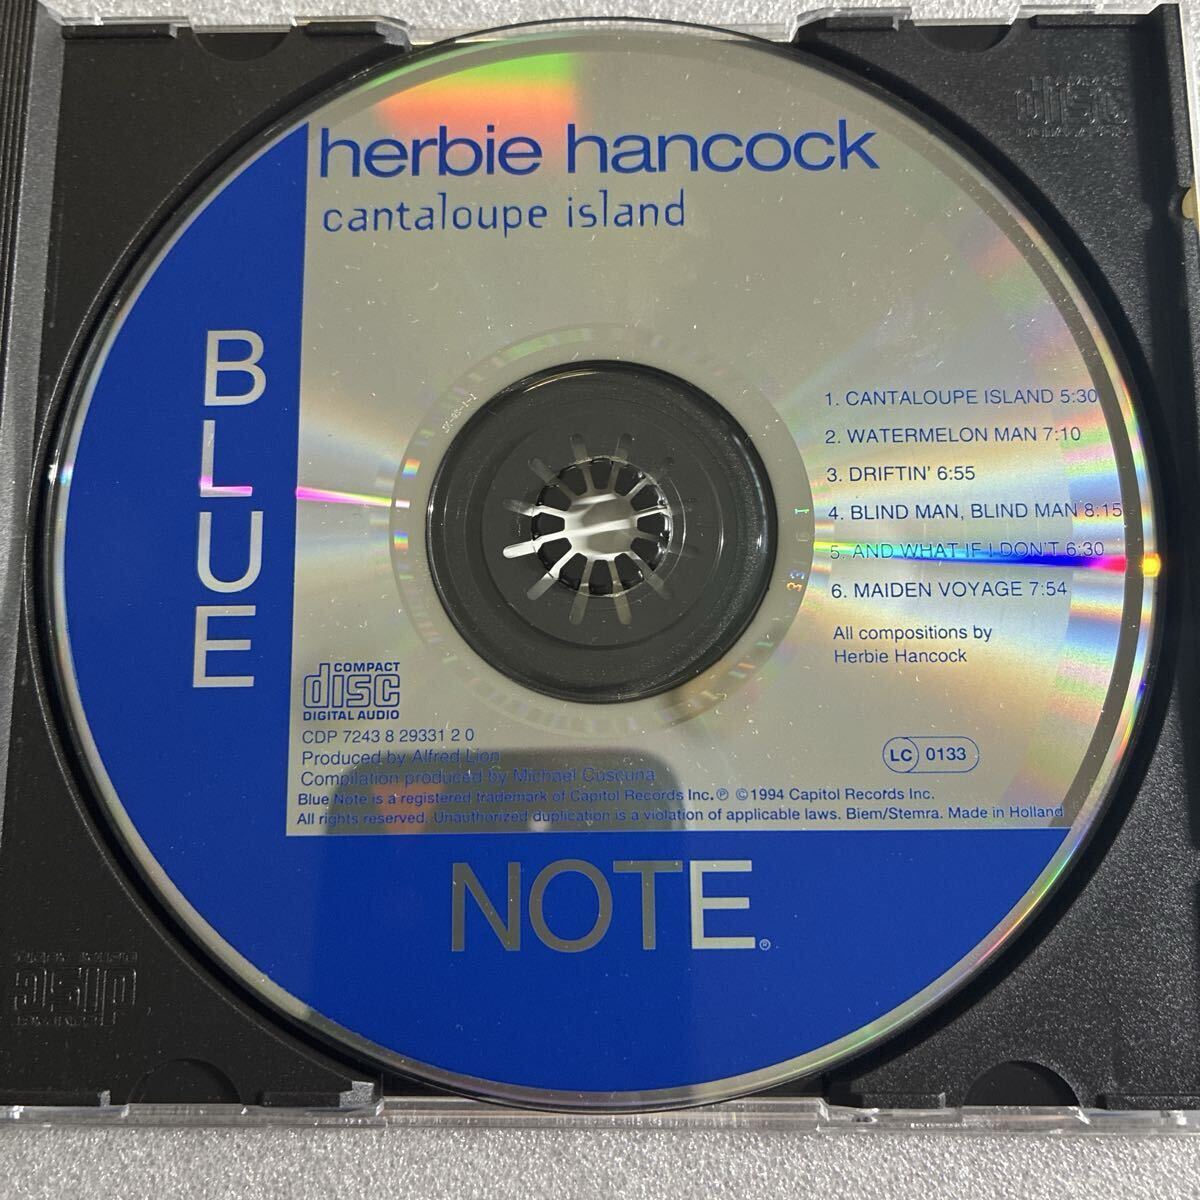 herbie hancock
cantaloupe island
BLUE
1. CANTALOUPE ISLAND 5:30
2. WATERMELON MAN 7:10
3. DRIFTIN' 6:55
4. BLIND MAN, BLIND MAN 8:15
5. AND WHAT IF I DON'T 6:30
6. MAIDEN VOYAGE 7:54
All compositions by
Herbie Hancock
COMPACT
disc
DIGITAL AUDIO
CDP 7243 8 29331 2 0
Produced by Alfred Lion
Compilation produced by Michael Cuscuna
LC 0133
Blue Note is a registered trademark of Capitol Records Inc. ℗ ©1994 Capitol Records Inc.
All rights reserved. Unauthorized duplication is a violation of applicable laws. Biem/Stemra. Made in Holland
NOTE®
disc
disc